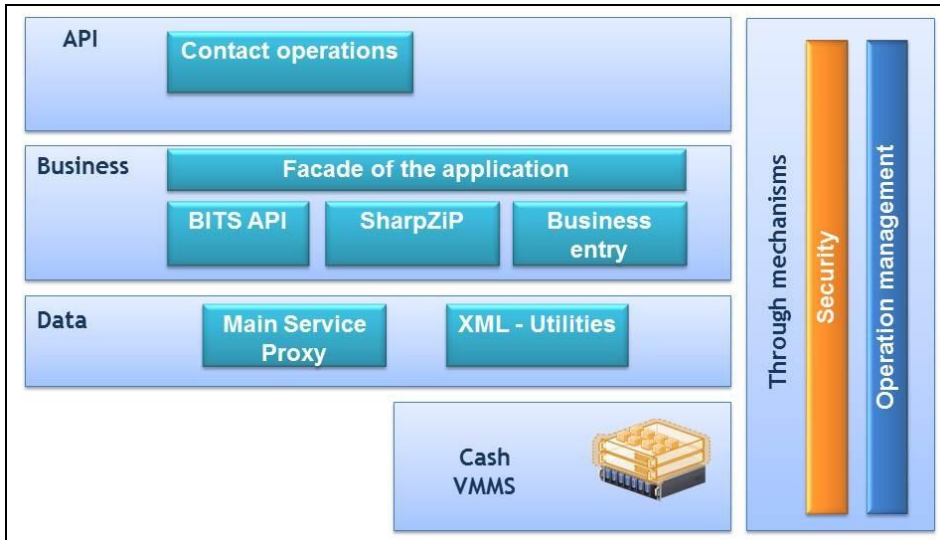 API
Contact operations
Business
Facade of the application
BITS API
SharpZiP
Business
entry
Data
Main Service
Proxy
XML - Utilities
Cash
VMMS
Through mechanisms
Security
Operation management